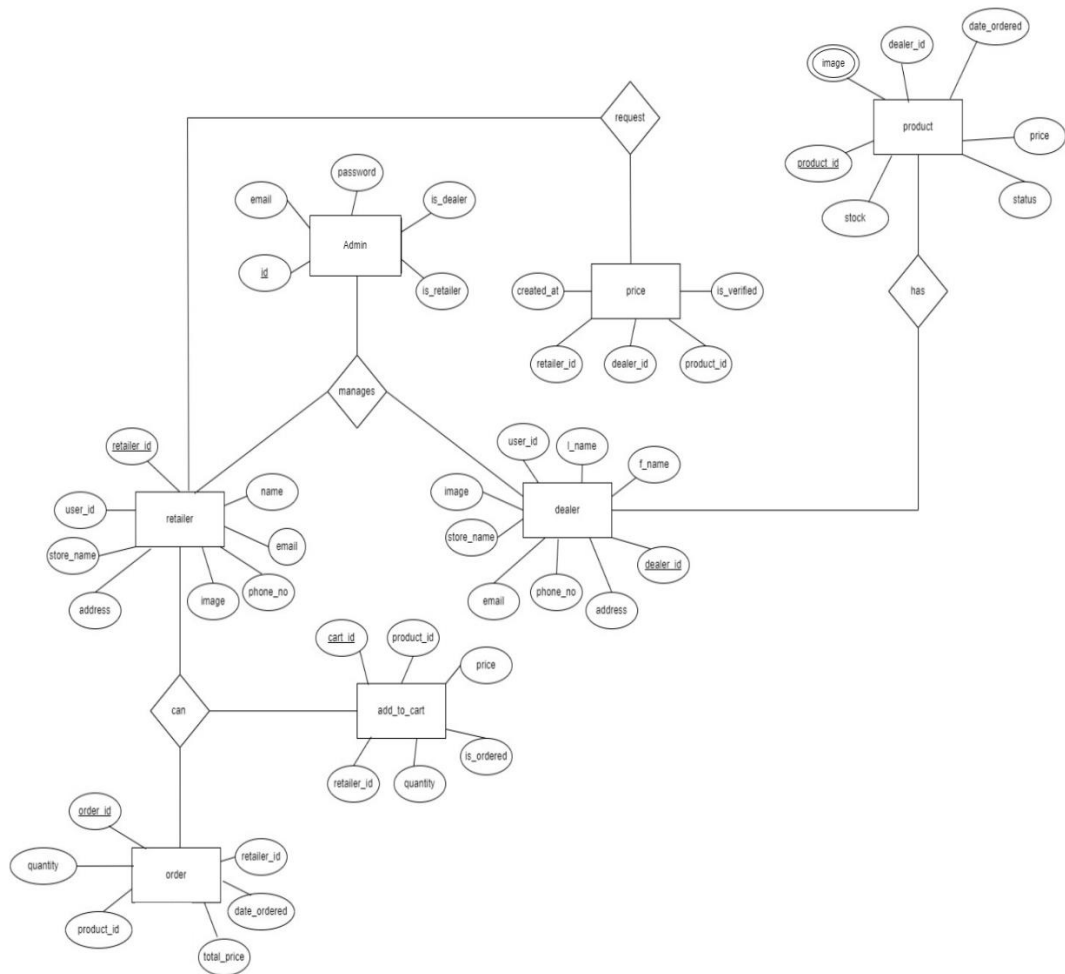 date_ordered
dealer_id
image
request
product
price
product_id
password
status
email
is_dealer
stock
Admin
id
is_retailer
created_at
price
is_verified
has
retailer_id
dealer_id
product_id
manages
retailer_id
user_id
l_name
f_name
image
name
user_id
retailer
dealer
store_name
email
store_name
dealer_id
address
image
phone_no
email
phone_no
address
cart_id
product_id
price
can
add_to_cart
is_ordered
retailer_id
quantity
order_id
retailer_id
quantity
order
date_ordered
product_id
total_price